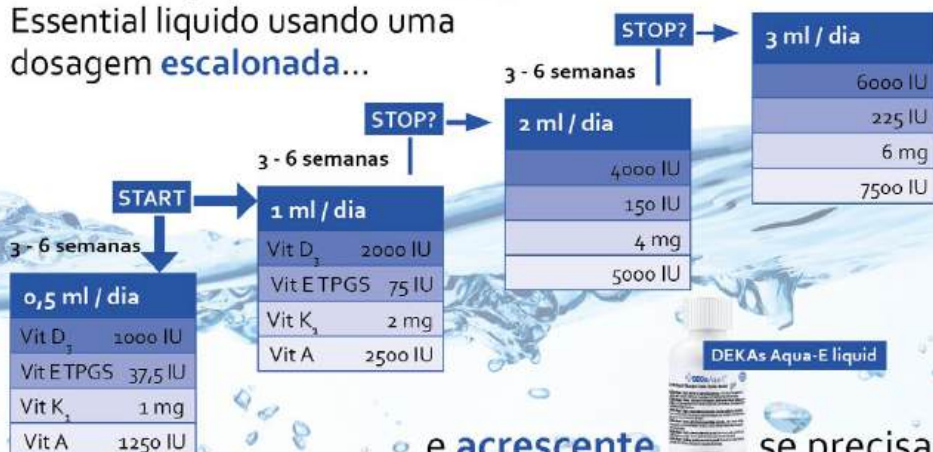 Essential liquido usando uma
dosagem escalonada...
STOP?
3 ml / dia
6000 IU
225 IU
6 mg
7500 IU
3 - 6 semanas
STOP?
2 ml / dia
4000 IU
150 IU
4 mg
5000 IU
3 - 6 semanas
START
1 ml / dia
Vit D₃ 2000 IU
Vit E TPGS 75 IU
Vit K₁ 2 mg
Vit A 2500 IU
3 - 6 semanas
0,5 ml / dia
Vit D₃ 1000 IU
Vit E TPGS 37,5 IU
Vit K₁ 1 mg
Vit A 1250 IU
DEKAs Aqua-E liquid
e acrescente
se precisa